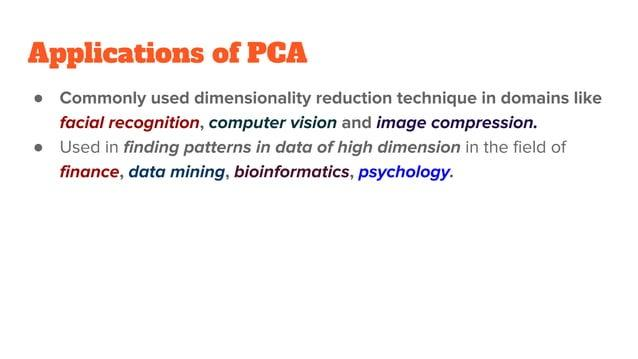 Applications of PCA
● Commonly used dimensionality reduction technique in domains like
facial recognition, computer vision and image compression.
● Used in finding patterns in data of high dimension in the field of
finance, data mining, bioinformatics, psychology.